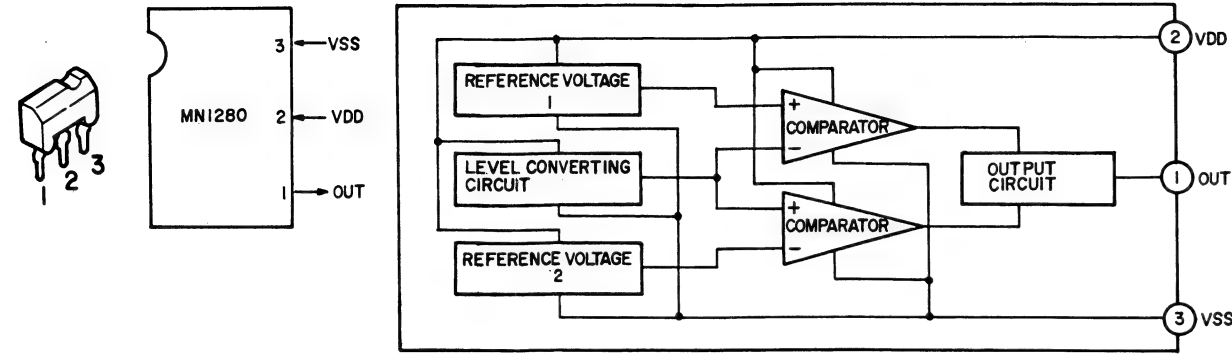 1 2 3
MN1280
3 VSS
2 VDD
1 OUT
REFERENCE VOLTAGE
1
LEVEL CONVERTING
CIRCUIT
REFERENCE VOLTAGE
2
+
COMPARATOR
−
+
COMPARATOR
−
OUTPUT
CIRCUIT
2 VDD
1 OUT
3 VSS